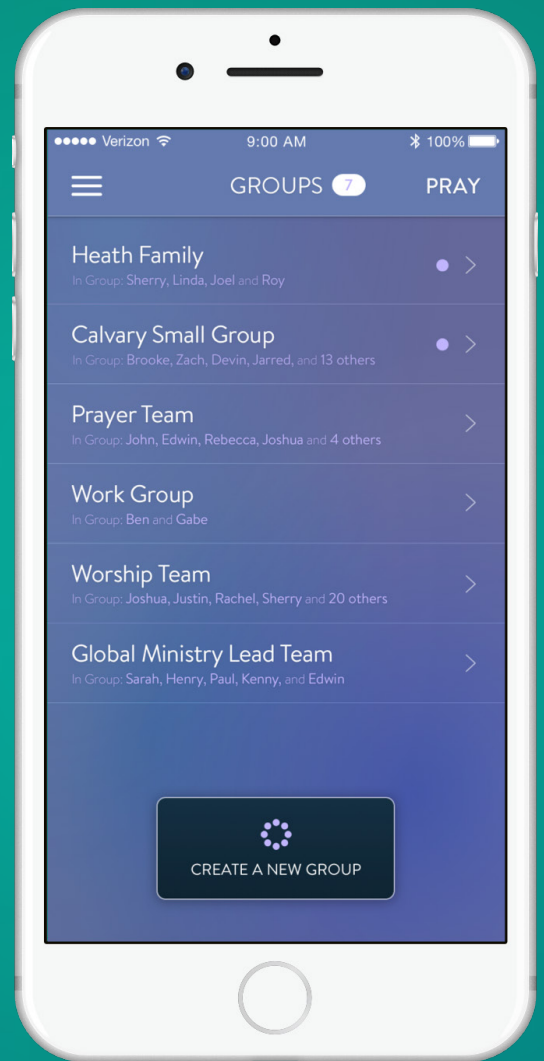 Verizon 9:00 AM 100%
GROUPS 7 PRAY
Heath Family
In Group: Sherry, Linda, Joel and Roy
Calvary Small Group
In Group: Brooke, Zach, Devin, Jarred, and 13 others
Prayer Team
In Group: John, Edwin, Rebecca, Joshua and 4 others
Work Group
In Group: Ben and Gabe
Worship Team
In Group: Joshua, Justin, Rachel, Sherry and 20 others
Global Ministry Lead Team
In Group: Sarah, Henry, Paul, Kenny, and Edwin
CREATE A NEW GROUP